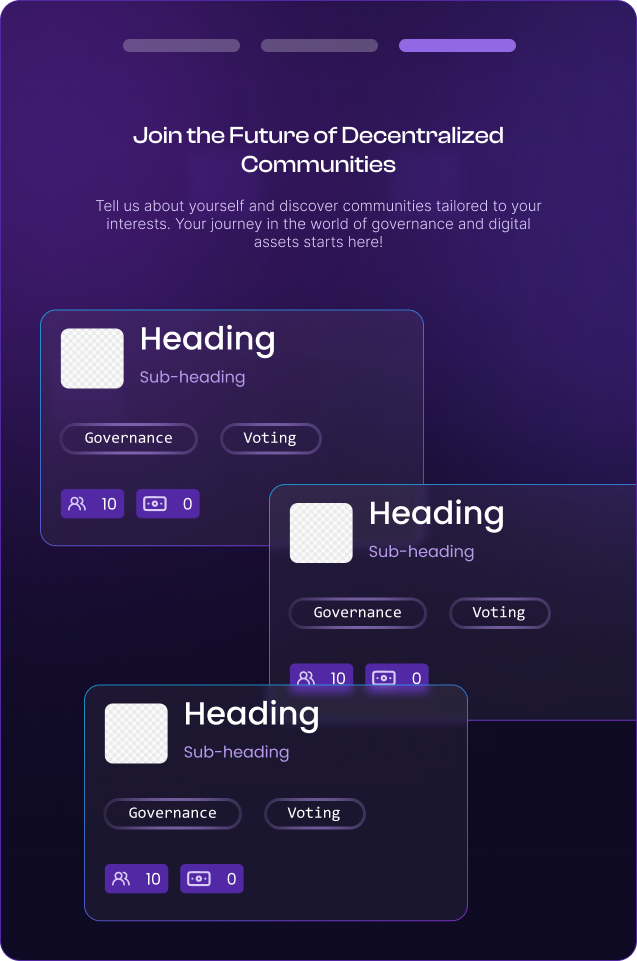 Join the Future of Decentralized
Communities
Tell us about yourself and discover communities tailored to your
interests. Your journey in the world of governance and digital
assets starts here!
Heading
Sub-heading
Governance Voting
10 0
Heading
Sub-heading
Governance Voting
10 0
Heading
Sub-heading
Governance Voting
10 0